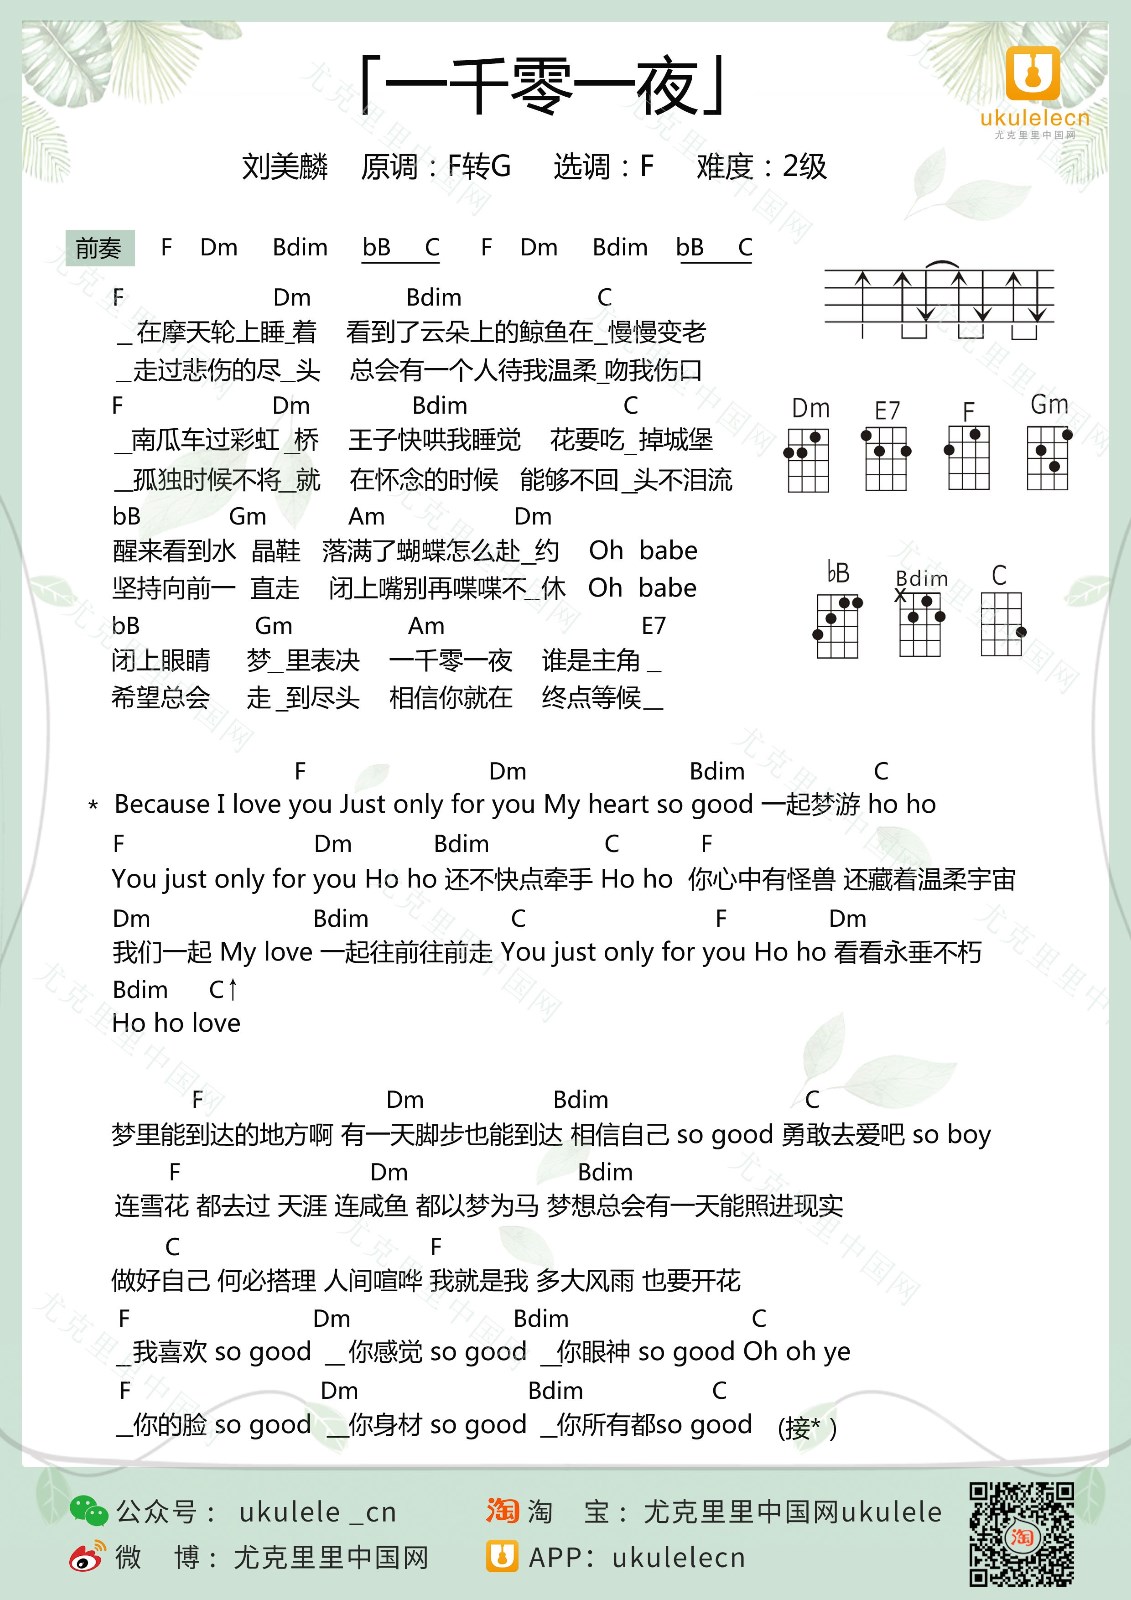 「一千零一夜」
ukulelecn
尤克里里中国网
刘美麟 原调：F转G 选调：F 难度：2级
前奏 F Dm Bdim bB C F Dm Bdim bB C
F Dm Bdim C
_在摩天轮上睡_着 看到了云朵上的鲸鱼在_慢慢变老
_走过悲伤的尽_头 总会有一个人待我温柔_吻我伤口
F Dm Bdim C
_南瓜车过彩虹_桥 王子快哄我睡觉 花要吃_掉城堡
_孤独时候不将_就 在怀念的时候 能够不回_头不泪流
bB Gm Am Dm
醒来看到水 晶鞋 落满了蝴蝶怎么赴_约 Oh babe
坚持向前一 直走 闭上嘴别再喋喋不_休 Oh babe
bB Gm Am E7
闭上眼睛 梦_里表决 一千零一夜 谁是主角_
希望总会 走_到尽头 相信你就在 终点等候_
Dm E7 F Gm
bB Bdim C
X
F Dm Bdim C
* Because I love you Just only for you My heart so good 一起梦游 ho ho
F Dm Bdim C F
You just only for you Ho ho 还不快点牵手 Ho ho 你心中有怪兽 还藏着温柔宇宙
Dm Bdim C F Dm
我们一起 My love 一起往前往前走 You just only for you Ho ho 看看永垂不朽
Bdim C↑
Ho ho love
F Dm Bdim C
梦里能到达的地方啊 有一天脚步也能到达 相信自己 so good 勇敢去爱吧 so boy
F Dm Bdim
连雪花 都去过 天涯 连咸鱼 都以梦为马 梦想总会有一天能照进现实
C F
做好自己 何必搭理 人间喧哗 我就是我 多大风雨 也要开花
F Dm Bdim C
_我喜欢 so good _你感觉 so good _你眼神 so good Oh oh ye
F Dm Bdim C
_你的脸 so good _你身材 so good _你所有都so good (接*)
公众号： ukulele _cn
淘 淘 宝：尤克里里中国网ukulele
微 博：尤克里里中国网
APP：ukulelecn
淘